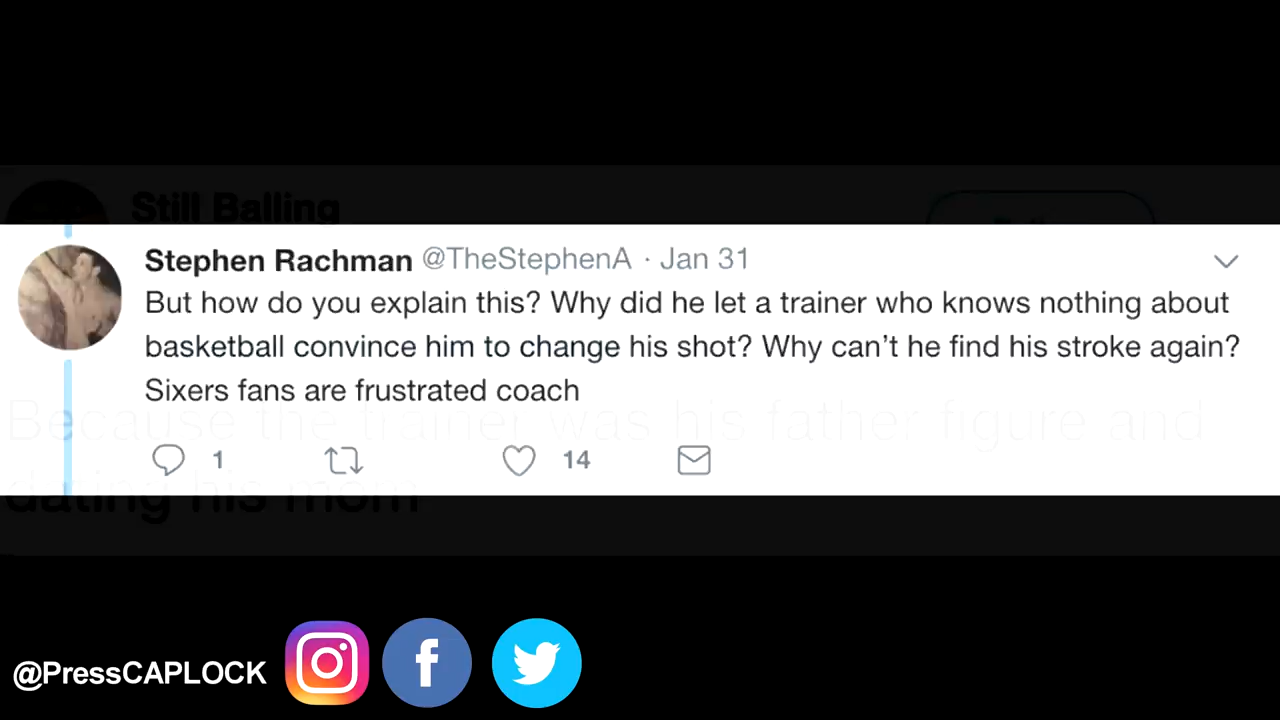 Still Balling
Stephen Rachman @TheStephenA · Jan 31
But how do you explain this? Why did he let a trainer who knows nothing about
basketball convince him to change his shot? Why can't he find his stroke again?
Sixers fans are frustrated coach
Because the trainer was his father figure and
1
14
dating his mom
@PressCAPLOCK